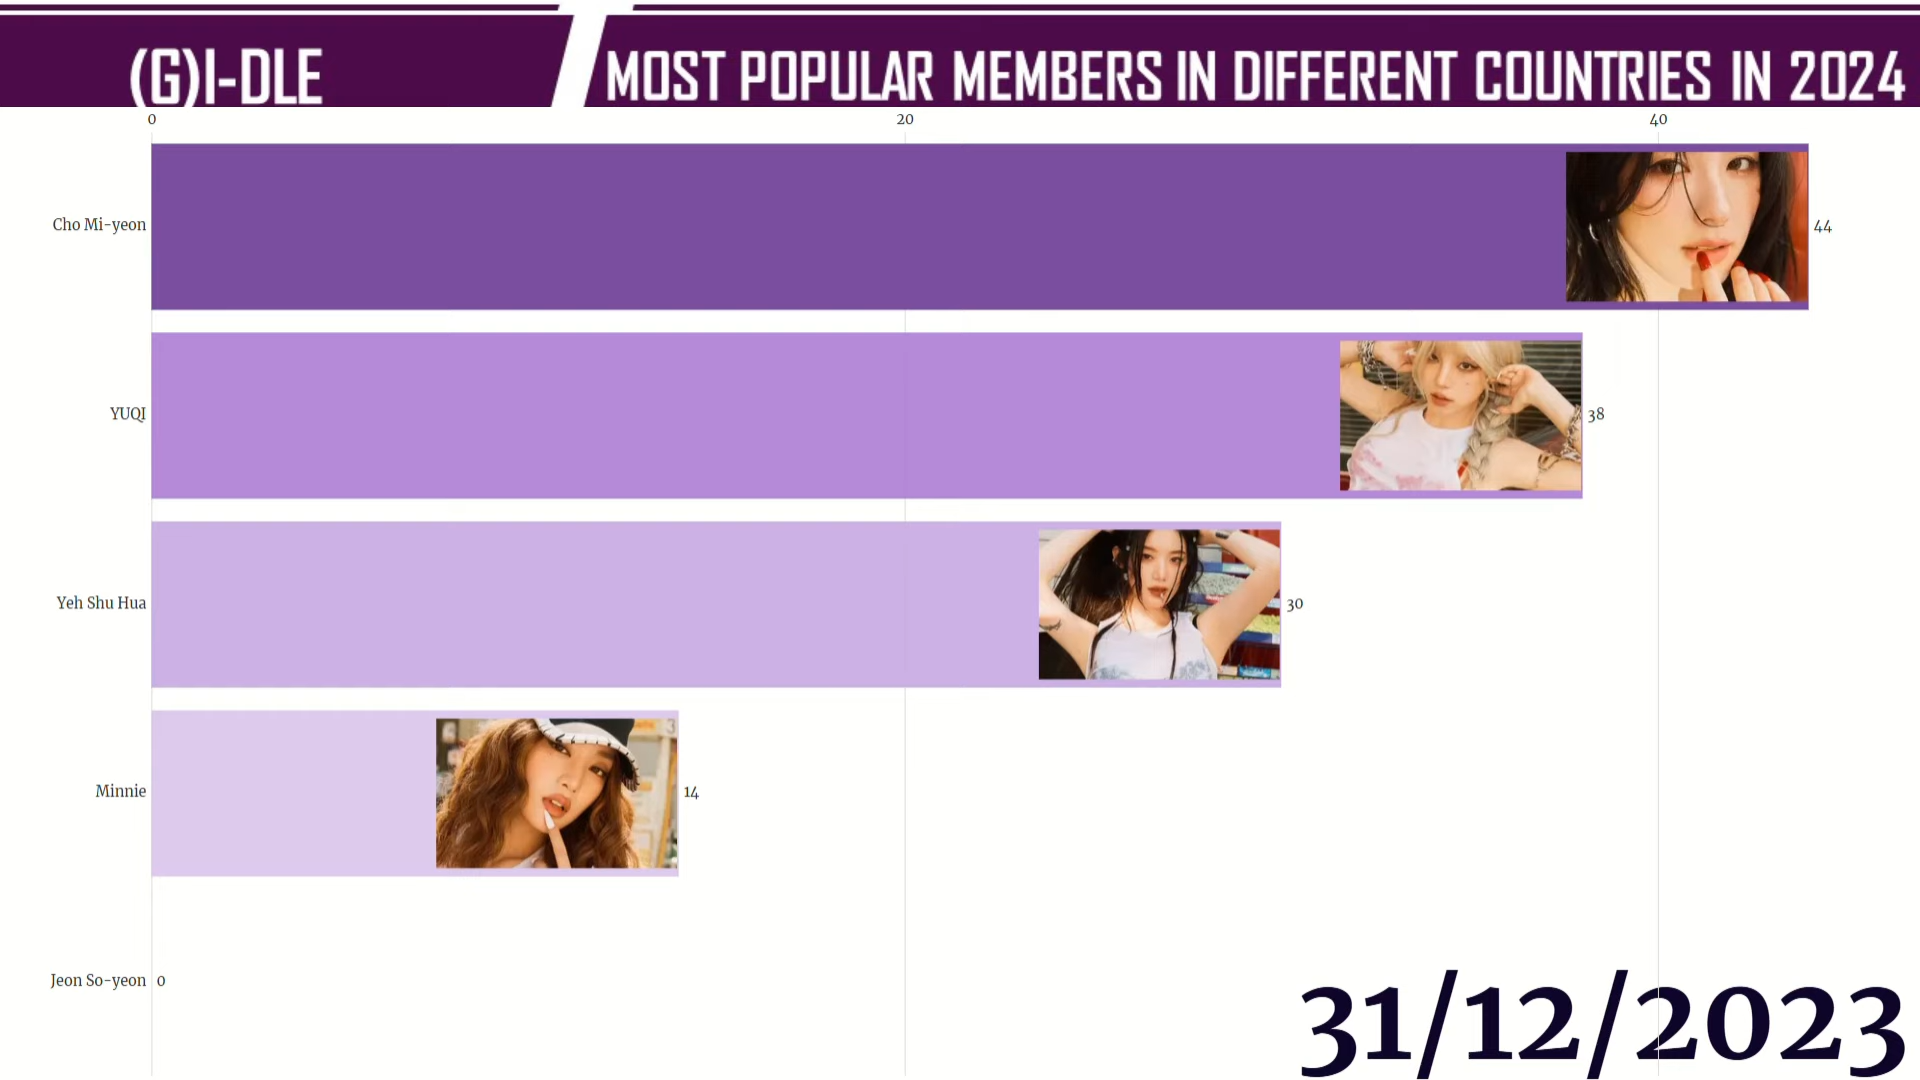 (G)I-DLE
MOST POPULAR MEMBERS IN DIFFERENT COUNTRIES IN 2024
0 20 40
Cho Mi-yeon 44
YUQI 38
Yeh Shu Hua 30
Minnie 14
Jeon So-yeon 0
31/12/2023